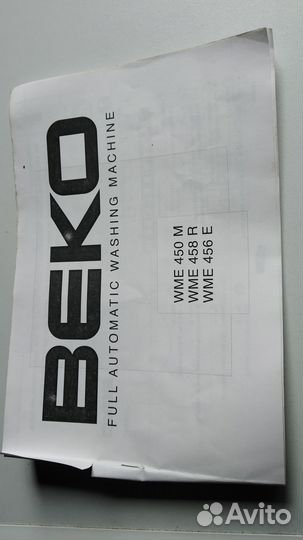 BEKO
FULL AUTOMATIC WASHING MACHINE
WME 450 M
WME 458 R
WME 456 E
Avito